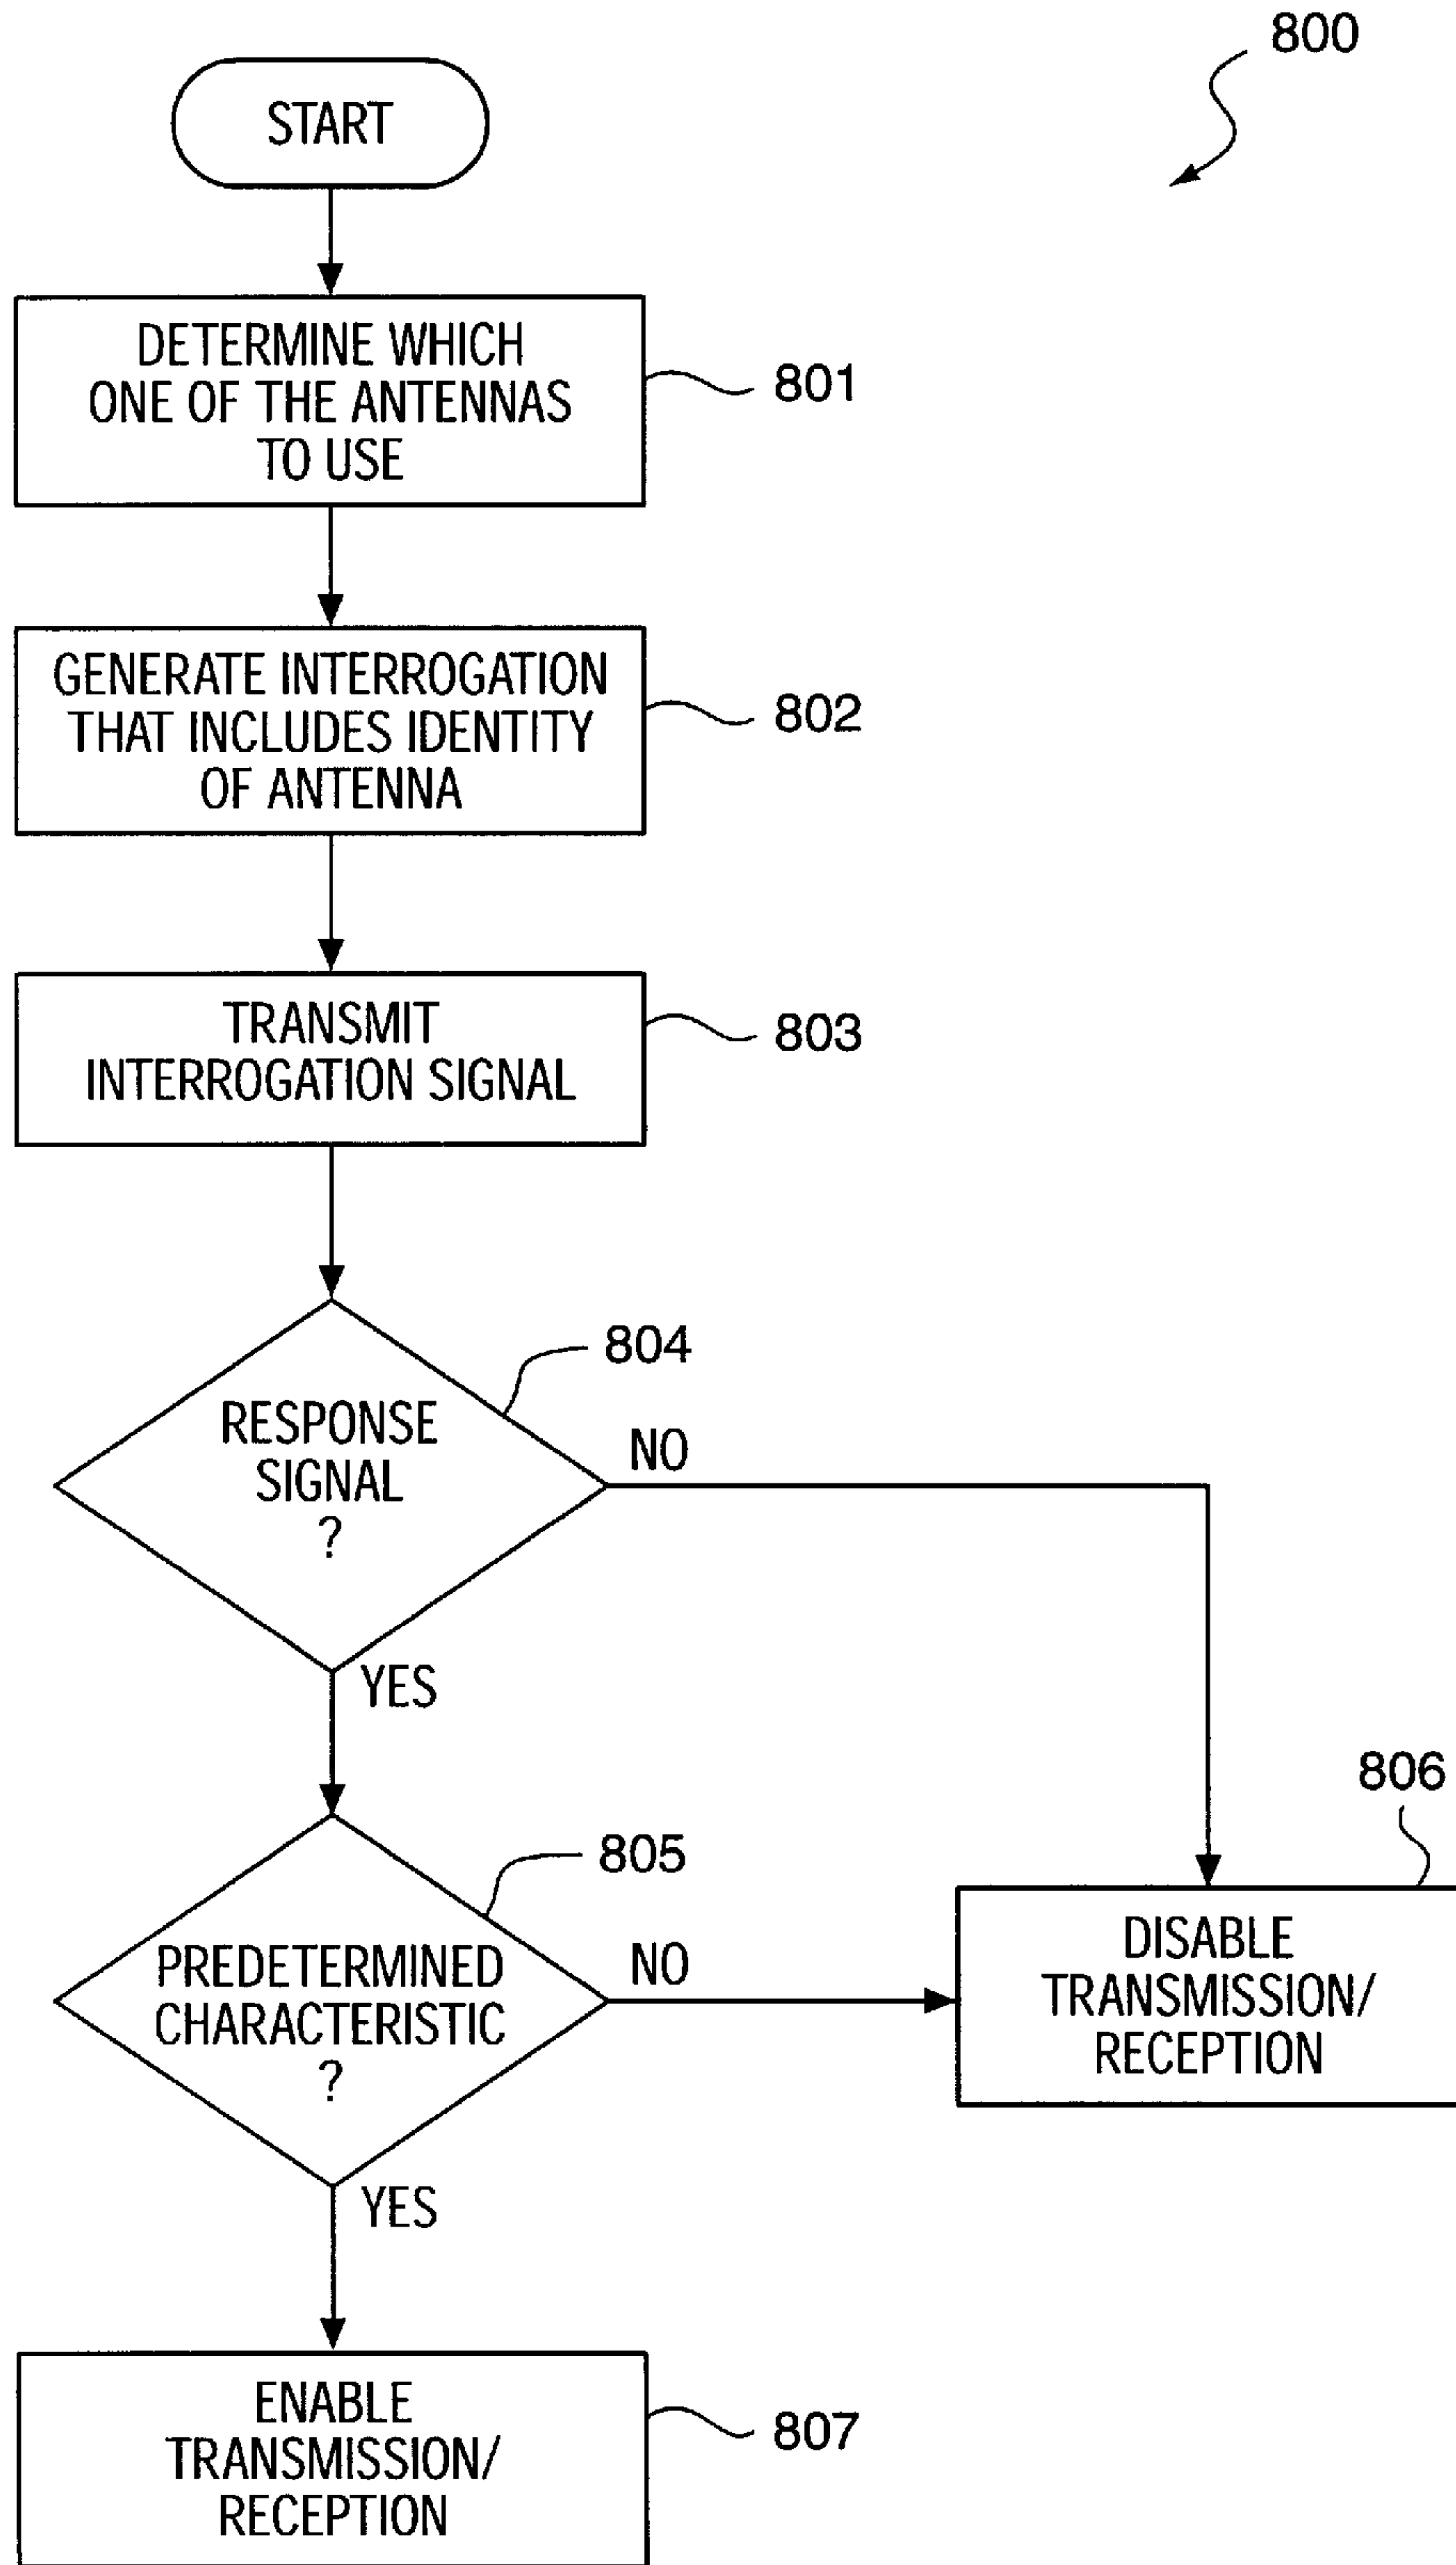 800
START
DETERMINE WHICH
ONE OF THE ANTENNAS
TO USE
801
GENERATE INTERROGATION
THAT INCLUDES IDENTITY
OF ANTENNA
802
TRANSMIT
INTERROGATION SIGNAL
803
804
RESPONSE
SIGNAL
?
NO
YES
805
PREDETERMINED
CHARACTERISTIC
?
NO
806
DISABLE
TRANSMISSION/
RECEPTION
YES
ENABLE
TRANSMISSION/
RECEPTION
807